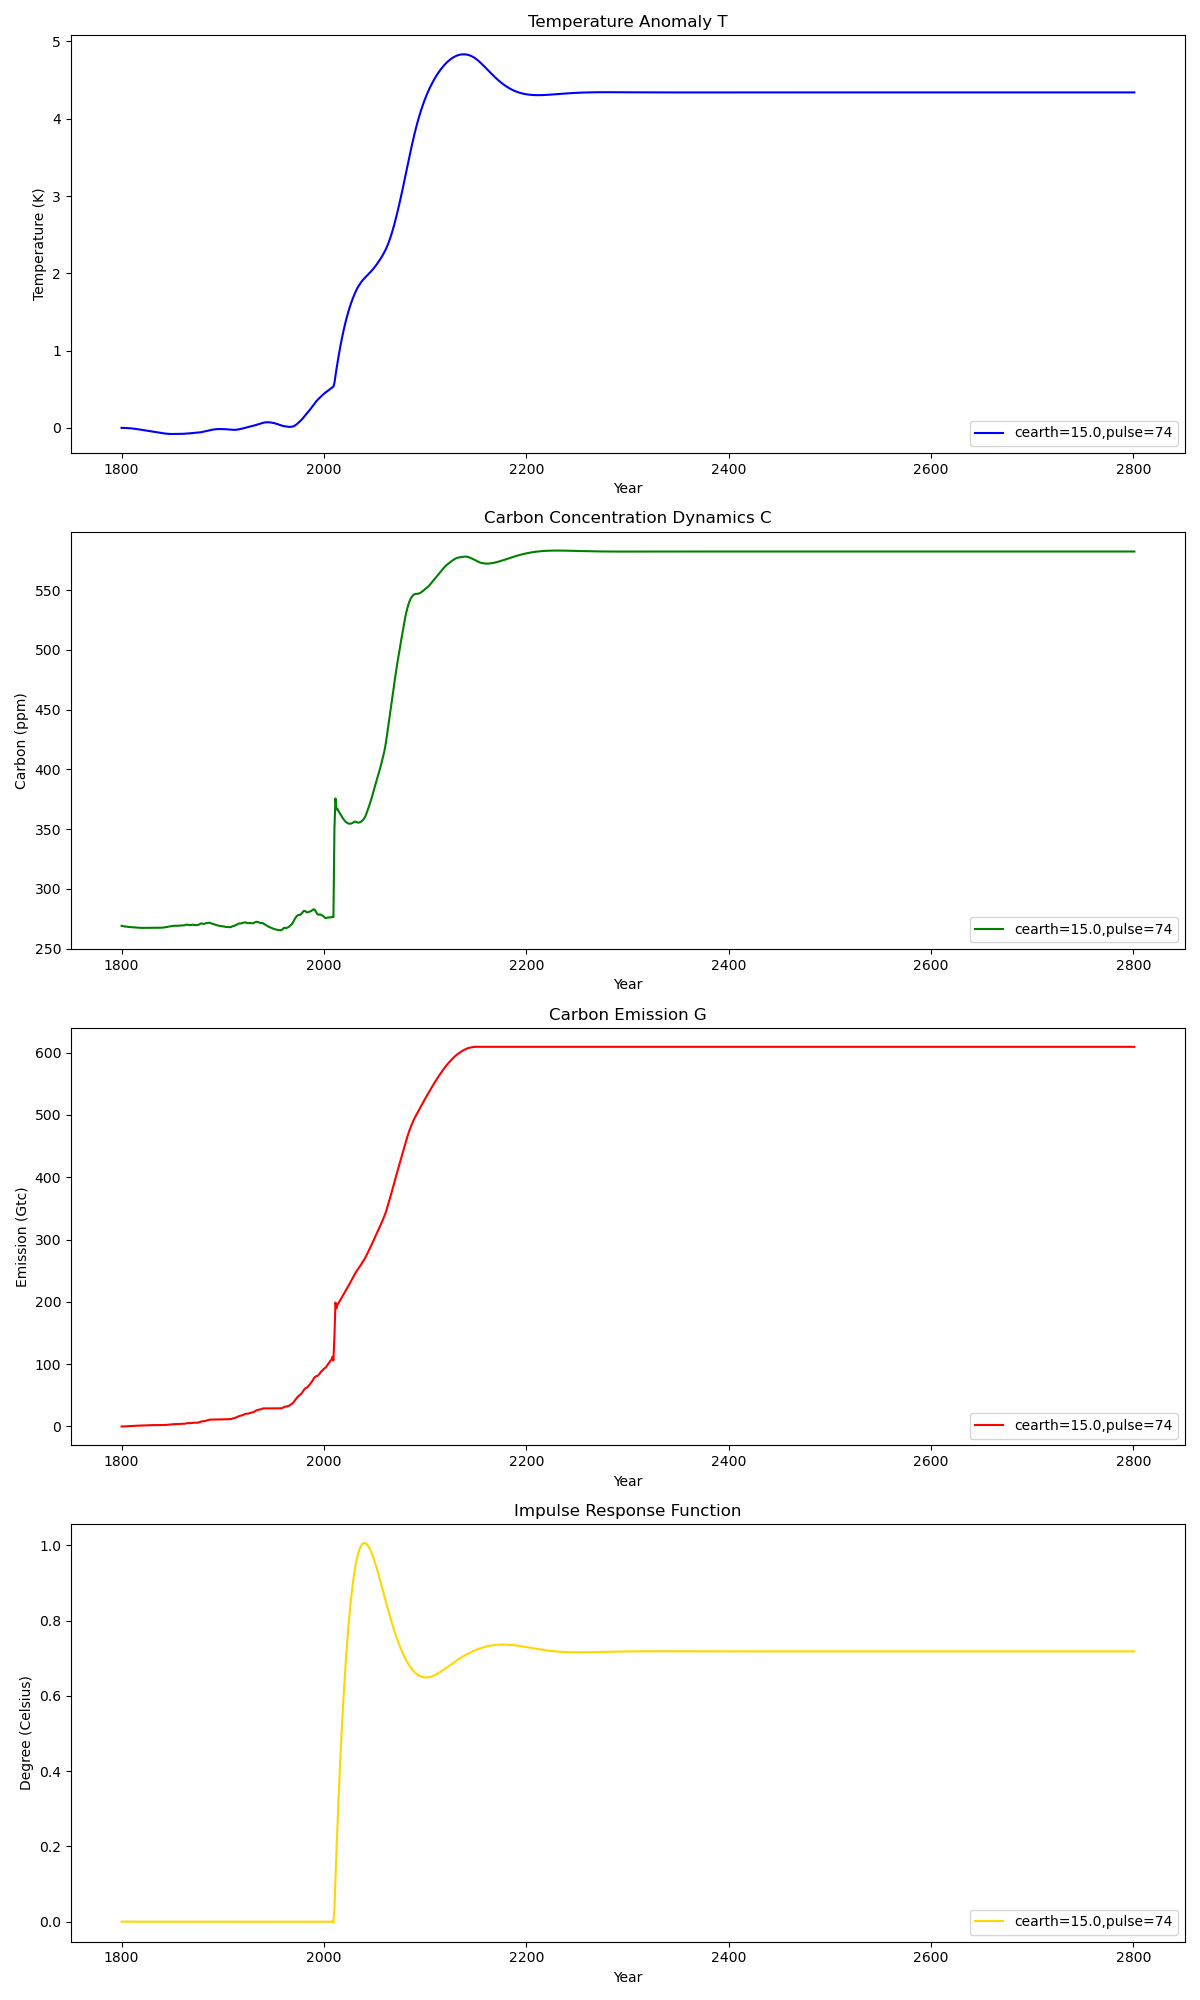 Temperature Anomaly T
5
4
3
2
1
0
Temperature (K)
cearth=15.0,pulse=74
1800 2000 2200 2400 2600 2800
Year
Carbon Concentration Dynamics C
550
500
450
400
350
300
250
Carbon (ppm)
cearth=15.0,pulse=74
1800 2000 2200 2400 2600 2800
Year
Carbon Emission G
600
500
400
300
200
100
0
Emission (Gtc)
cearth=15.0,pulse=74
1800 2000 2200 2400 2600 2800
Year
Impulse Response Function
1.0
0.8
0.6
0.4
0.2
0.0
Degree (Celsius)
cearth=15.0,pulse=74
1800 2000 2200 2400 2600 2800
Year